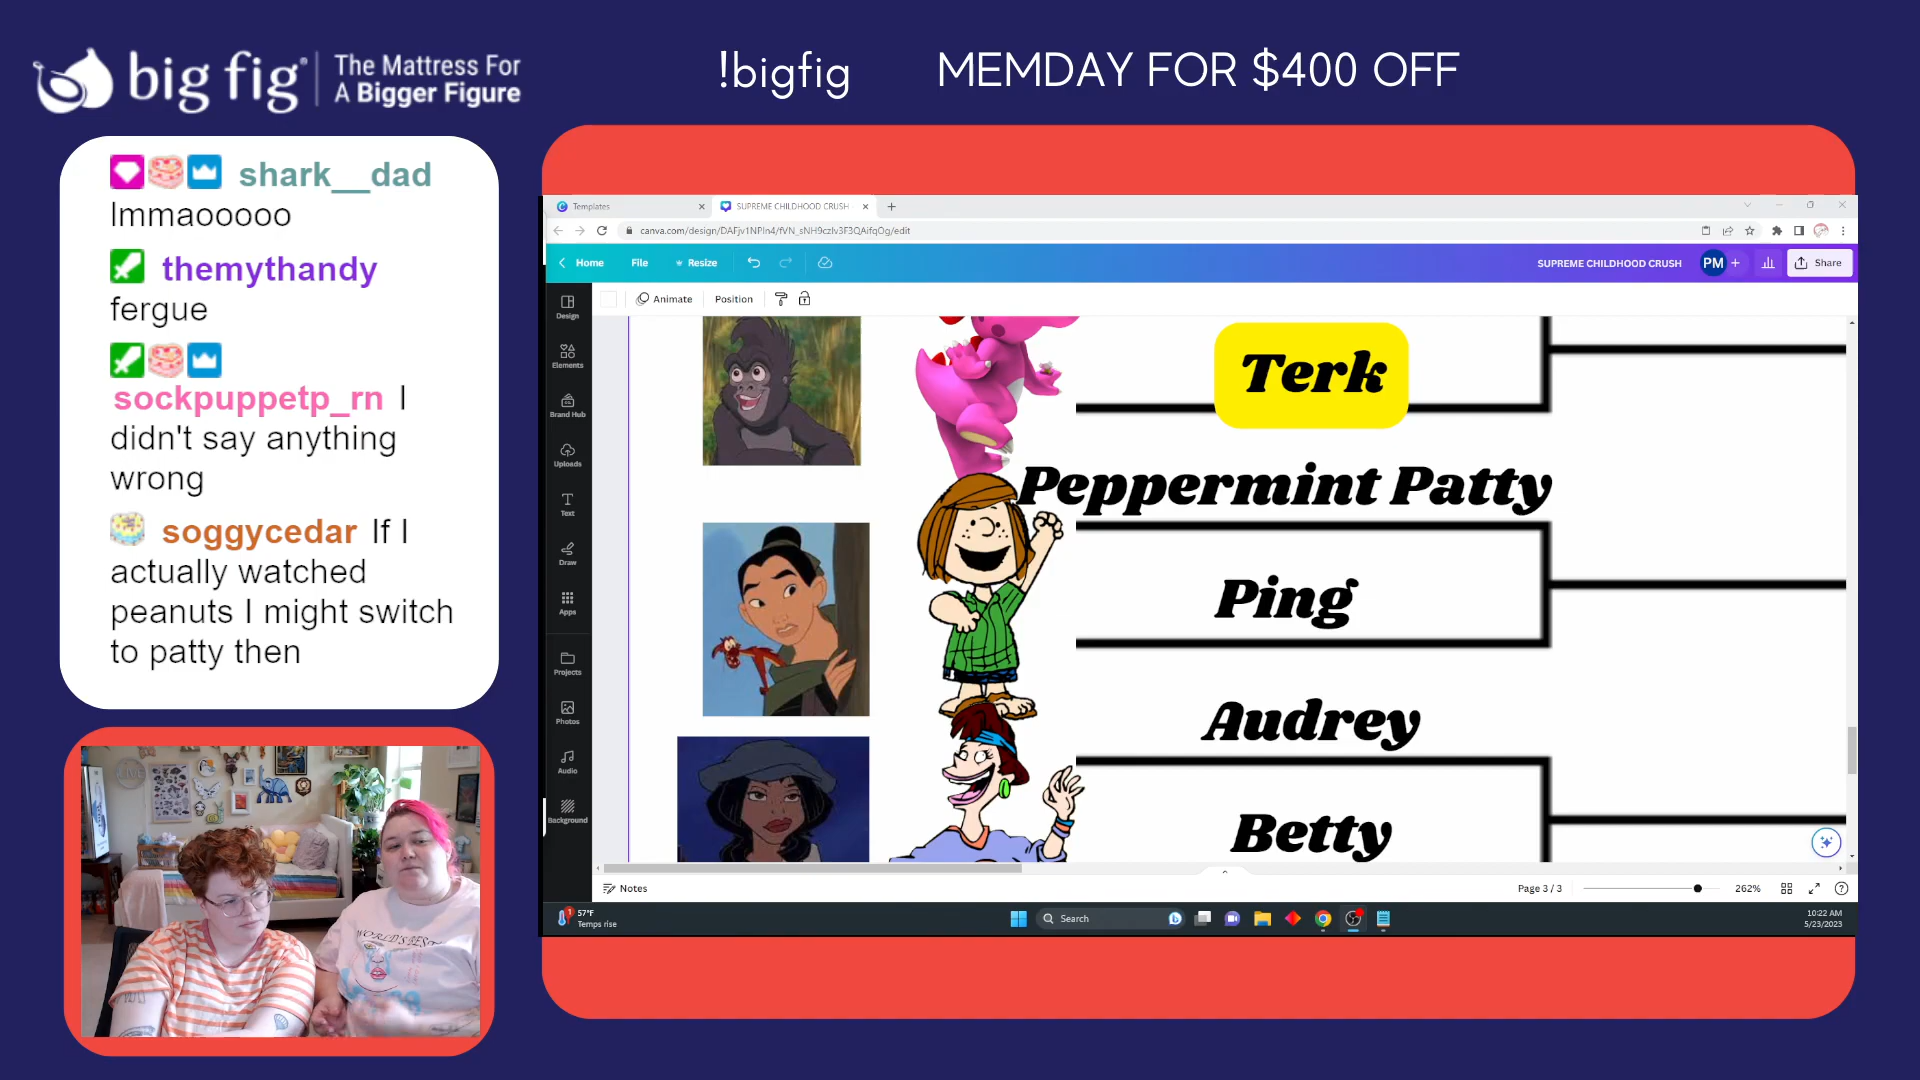 big fig® | The Mattress For
A Bigger Figure
!bigfig
MEMDAY FOR $400 OFF
shark__dad
lmmaooooo
themythandy
fergue
sockpuppetp_rn I
didn't say anything
wrong
soggycedar If I
actually watched
peanuts I might switch
to patty then
Templates
SUPREME CHILDHOOD CRUSH
Home
File
Resize
SUPREME CHILDHOOD CRUSH
PM
Share
Animate
Position
Design
Elements
Brand Hub
Uploads
Text
Draw
Apps
Projects
Photos
Audio
Background
Terk
Peppermint Patty
Ping
Audrey
Betty
WORLD'S BEST
Notes
Page 3 / 3
262%
57°F
Temps rise
Search
10:22 AM
5/23/2023